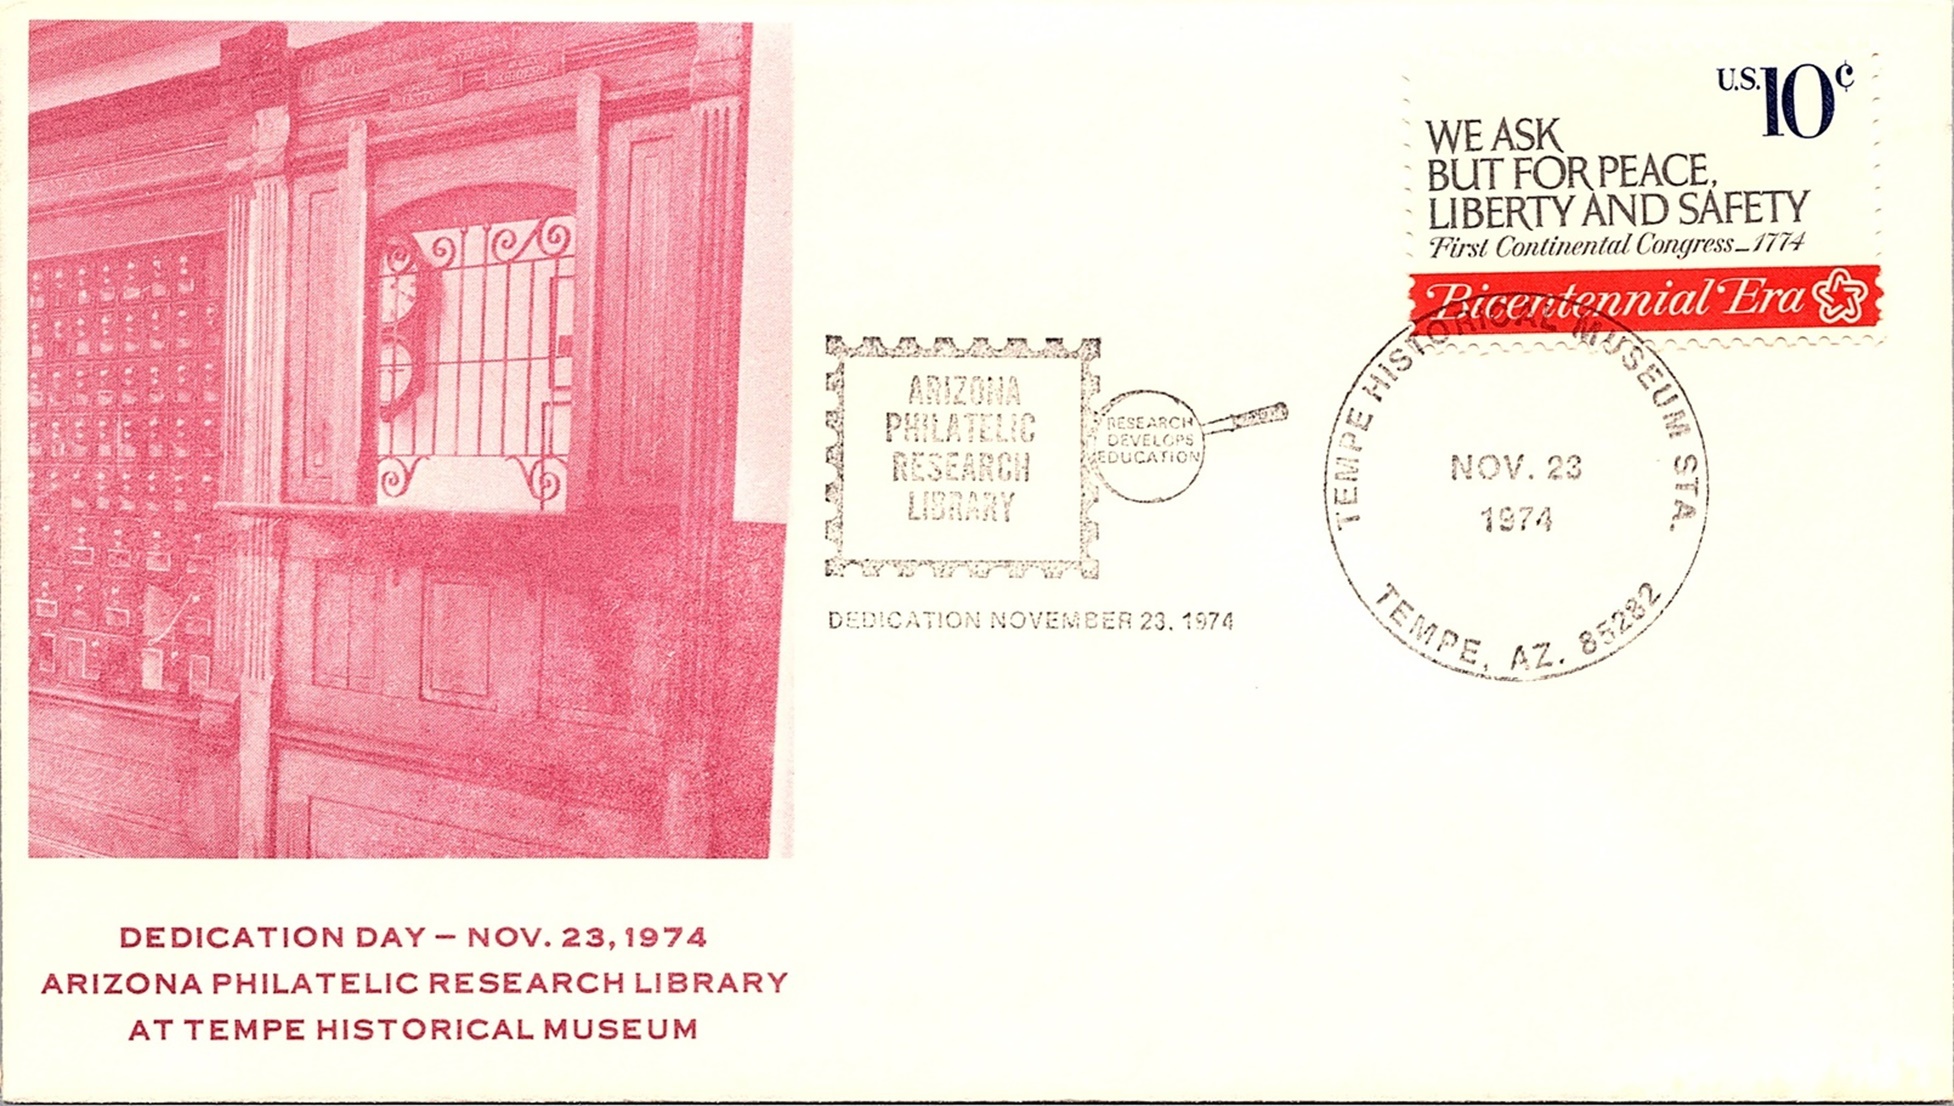 U.S. 10¢
WE ASK
BUT FOR PEACE,
LIBERTY AND SAFETY
First Continental Congress–1774
Bicentennial Era
ARIZONA
PHILATELIC
RESEARCH
LIBRARY
RESEARCH
DEVELOPS
EDUCATION
DEDICATION NOVEMBER 23, 1974
TEMPE HISTORICAL MUSEUM STA.
NOV. 23
1974
TEMPE, AZ. 85282
DEDICATION DAY – NOV. 23, 1974
ARIZONA PHILATELIC RESEARCH LIBRARY
AT TEMPE HISTORICAL MUSEUM